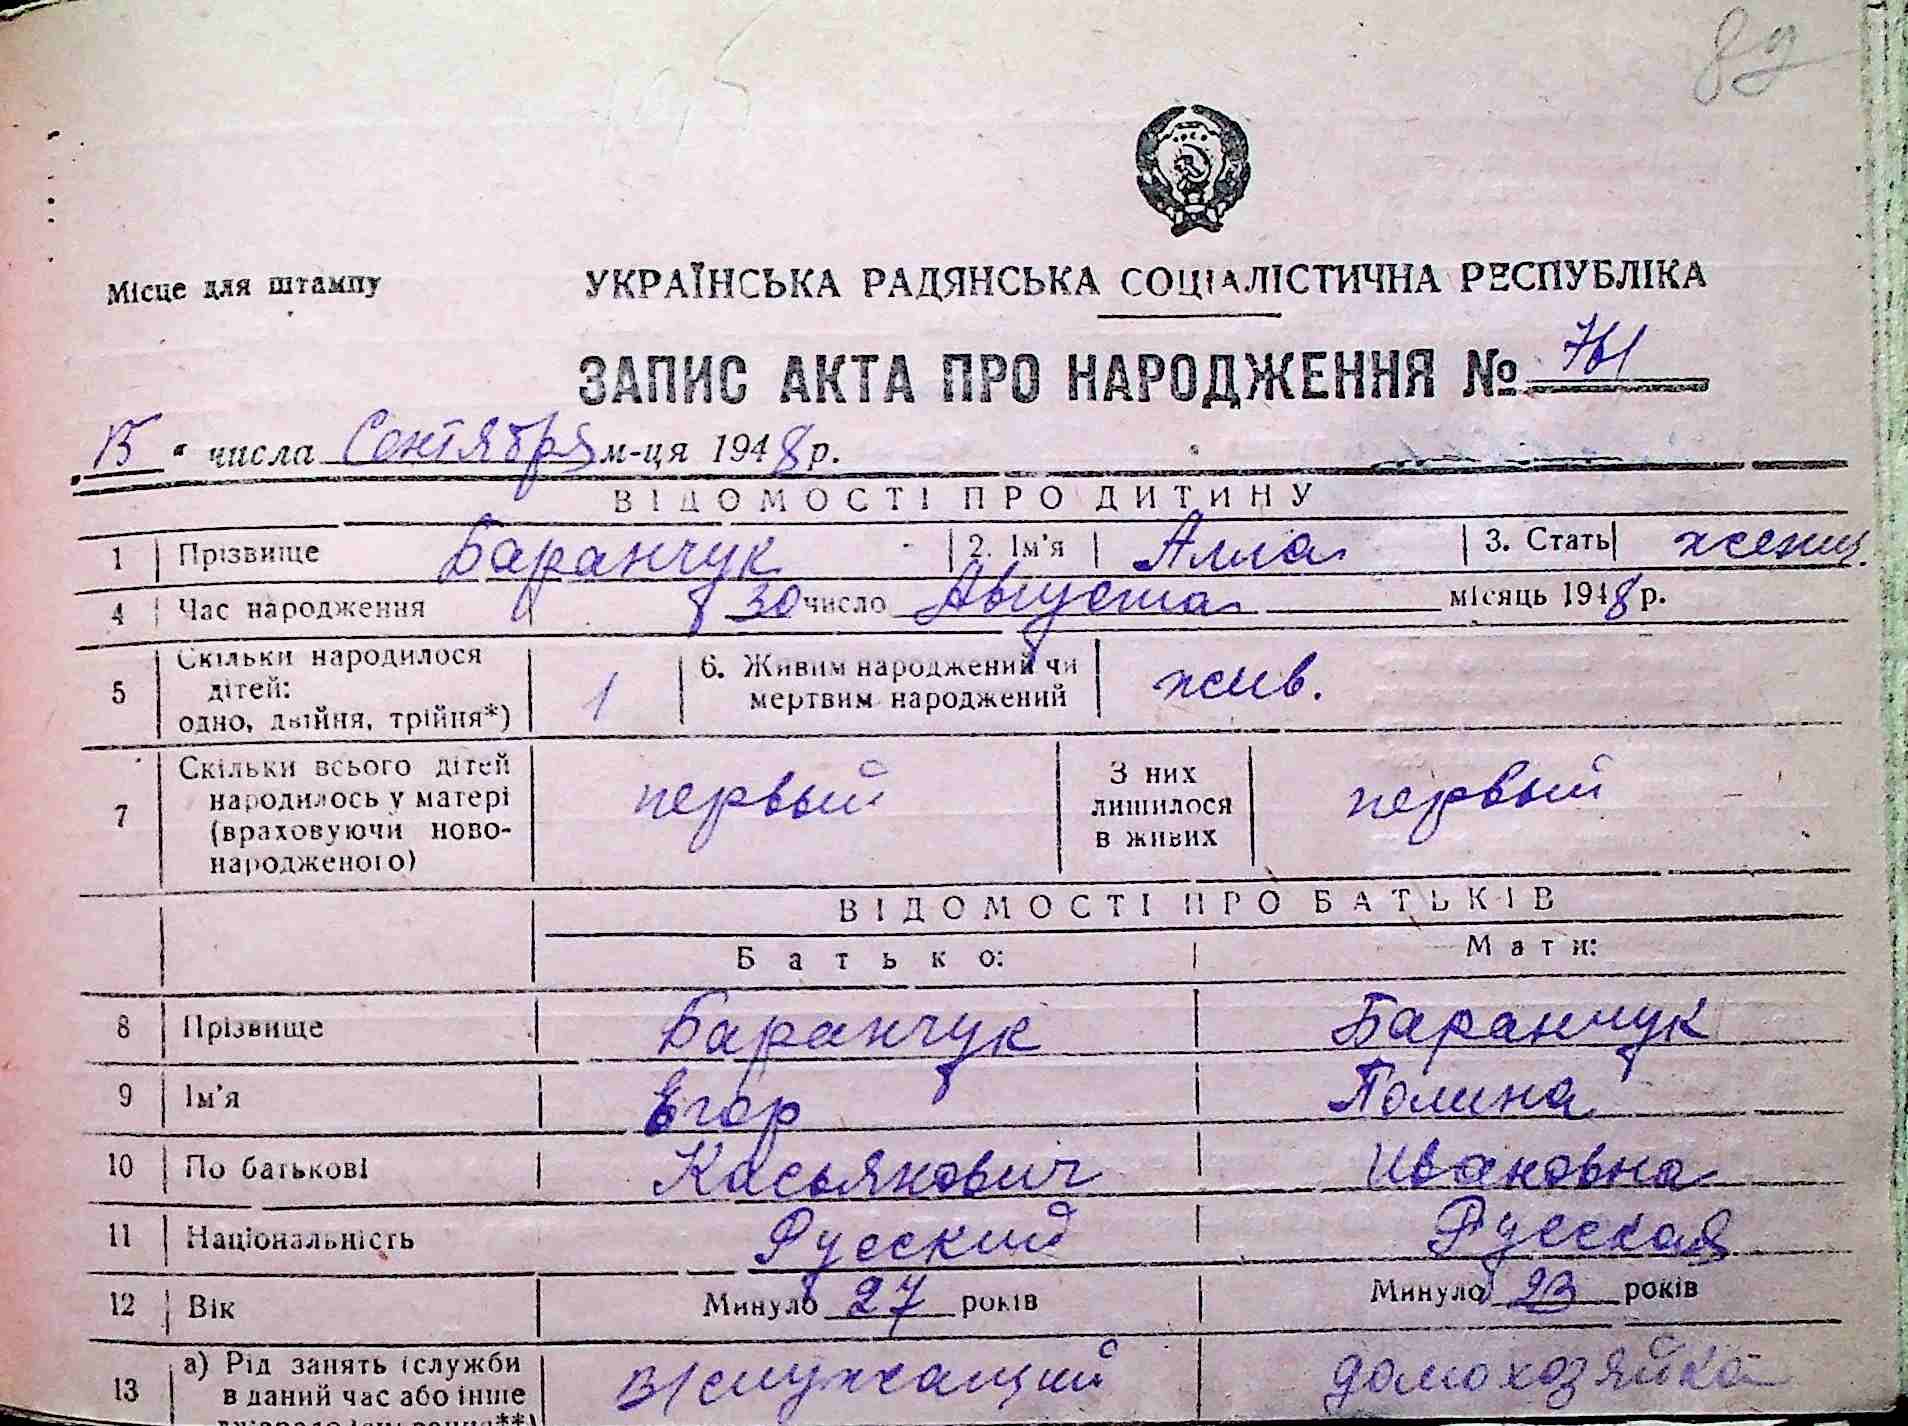 89
Місце для штампу
УКРАЇНСЬКА РАДЯНСЬКА СОЦІАЛІСТИЧНА РЕСПУБЛІКА
ЗАПИС АКТА ПРО НАРОДЖЕННЯ № 761
15 " числа Сентября м-ця 1948 р.
ВІДОМОСТІ ПРО ДИТИНУ
1 Прізвище Баранчук 2. Ім'я Алла 3. Стать женщ.
4 Час народження 30 число Августа місяць 1948 р.
5 Скільки народилося дітей: одно, двійня, трійня*) 1 6. Живим народжений чи мертвим народжений жив.
7 Скільки всього дітей народилось у матері (враховуючи ново-народженого) первый З них лишилося в живих первый
ВІДОМОСТІ ПРО БАТЬКІВ
Батько: Мати:
8 Прізвище Баранчук Баранчук
9 Ім'я Егор Полина
10 По батькові Касьянович Ивановна
11 Національність Русский Русская
12 Вік Минуло 27 років Минуло 23 років
13 а) Рід занять (служби в даний час або інше В/служащий домохозяйка